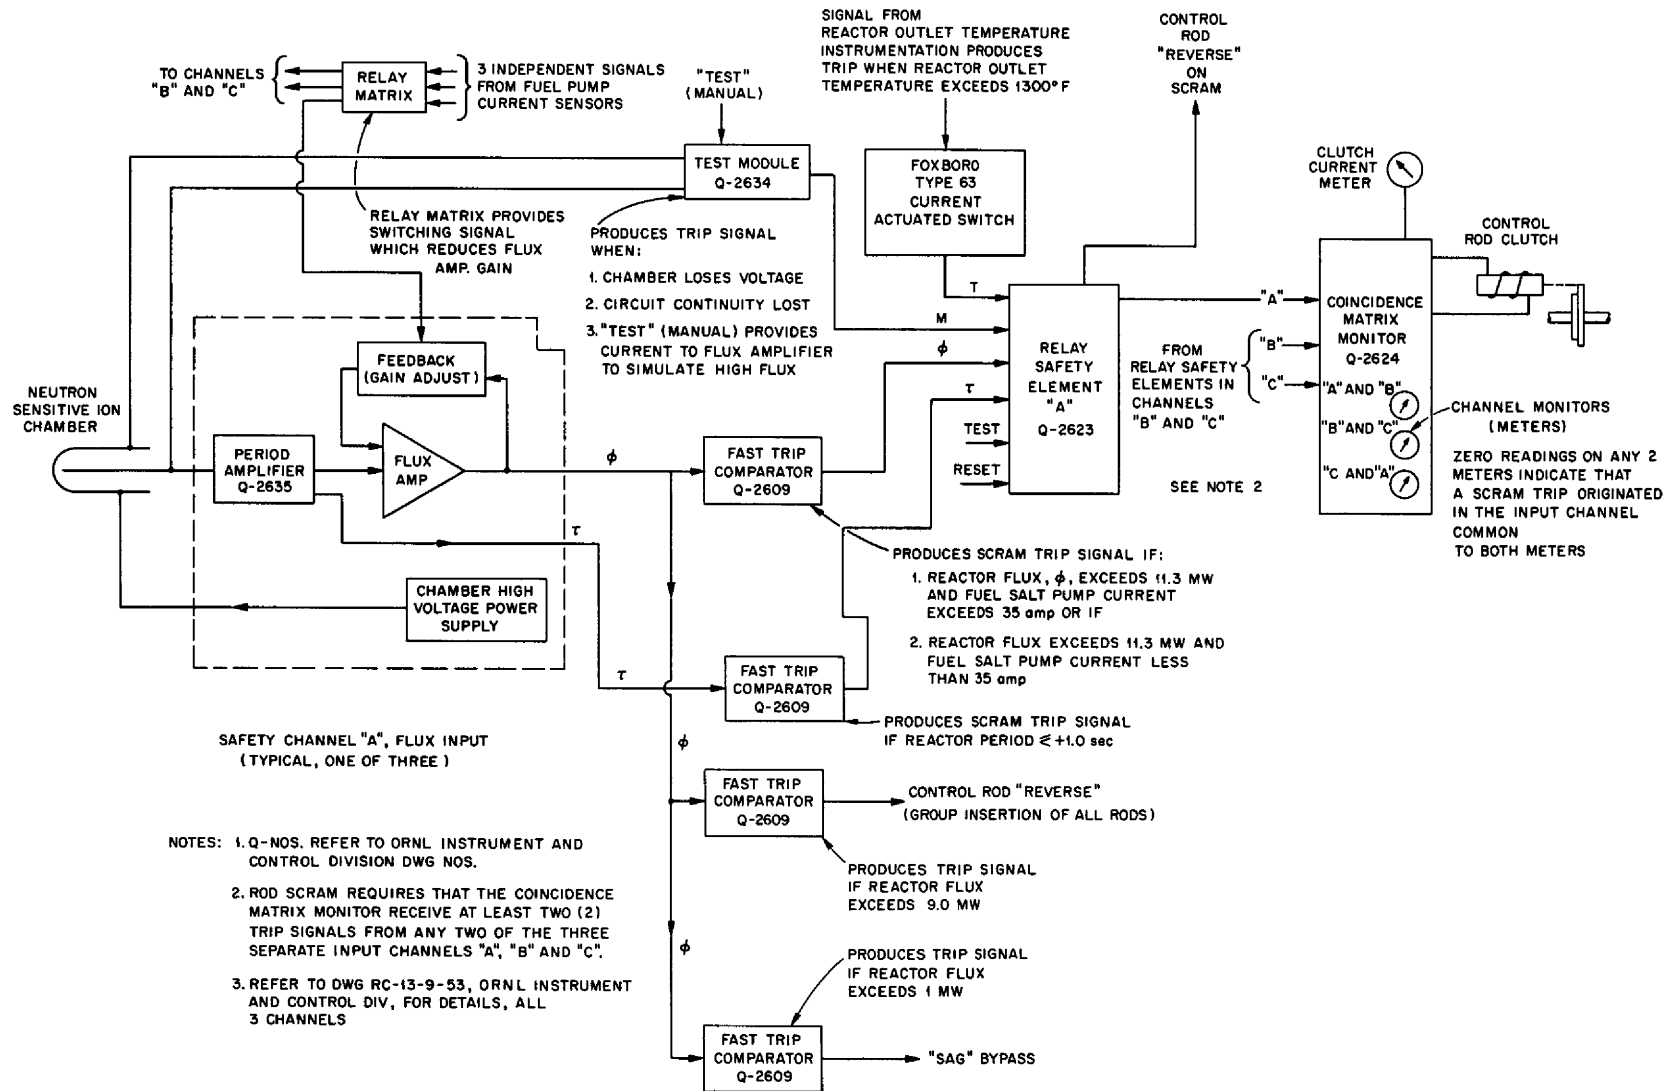 SIGNAL FROM
REACTOR OUTLET TEMPERATURE
INSTRUMENTATION PRODUCES
TRIP WHEN REACTOR OUTLET
TEMPERATURE EXCEEDS 1300°F
CONTROL
ROD
"REVERSE"
ON
SCRAM
TO CHANNELS
"B" AND "C"
RELAY
MATRIX
3 INDEPENDENT SIGNALS
FROM FUEL PUMP
CURRENT SENSORS
"TEST"
(MANUAL)
TEST MODULE
Q-2634
FOXBORO
TYPE 63
CURRENT
ACTUATED SWITCH
CLUTCH
CURRENT
METER
CONTROL
ROD CLUTCH
RELAY MATRIX PROVIDES
SWITCHING SIGNAL
WHICH REDUCES FLUX
AMP. GAIN
PRODUCES TRIP SIGNAL
WHEN:
1. CHAMBER LOSES VOLTAGE
2. CIRCUIT CONTINUITY LOST
3. "TEST" (MANUAL) PROVIDES
CURRENT TO FLUX AMPLIFIER
TO SIMULATE HIGH FLUX
T
M
ϕ
τ
TEST
RESET
RELAY
SAFETY
ELEMENT
"A"
Q-2623
"A"
"B"
"C"
FROM
RELAY SAFETY
ELEMENTS IN
CHANNELS
"B" AND "C"
SEE NOTE 2
COINCIDENCE
MATRIX
MONITOR
Q-2624
"A" AND "B"
"B" AND "C"
"C AND "A"
CHANNEL MONITORS
(METERS)
ZERO READINGS ON ANY 2
METERS INDICATE THAT
A SCRAM TRIP ORIGINATED
IN THE INPUT CHANNEL
COMMON
TO BOTH METERS
NEUTRON
SENSITIVE ION
CHAMBER
FEEDBACK
(GAIN ADJUST)
PERIOD
AMPLIFIER
Q-2635
FLUX
AMP
ϕ
τ
FAST TRIP
COMPARATOR
Q-2609
PRODUCES SCRAM TRIP SIGNAL IF:
1. REACTOR FLUX, ϕ, EXCEEDS 11.3 MW
AND FUEL SALT PUMP CURRENT
EXCEEDS 35 amp OR IF
2. REACTOR FLUX EXCEEDS 11.3 MW AND
FUEL SALT PUMP CURRENT LESS
THAN 35 amp
CHAMBER HIGH
VOLTAGE POWER
SUPPLY
τ
FAST TRIP
COMPARATOR
Q-2609
PRODUCES SCRAM TRIP SIGNAL
IF REACTOR PERIOD ≤ +1.0 sec
SAFETY CHANNEL "A", FLUX INPUT
(TYPICAL, ONE OF THREE)
ϕ
FAST TRIP
COMPARATOR
Q-2609
CONTROL ROD "REVERSE"
(GROUP INSERTION OF ALL RODS)
PRODUCES TRIP SIGNAL
IF REACTOR FLUX
EXCEEDS 9.0 MW
NOTES: 1. Q-NOS. REFER TO ORNL INSTRUMENT AND
CONTROL DIVISION DWG NOS.
2. ROD SCRAM REQUIRES THAT THE COINCIDENCE
MATRIX MONITOR RECEIVE AT LEAST TWO (2)
TRIP SIGNALS FROM ANY TWO OF THE THREE
SEPARATE INPUT CHANNELS "A", "B" AND "C".
3. REFER TO DWG RC-13-9-53, ORNL INSTRUMENT
AND CONTROL DIV, FOR DETAILS, ALL
3 CHANNELS
ϕ
PRODUCES TRIP SIGNAL
IF REACTOR FLUX
EXCEEDS 1 MW
FAST TRIP
COMPARATOR
Q-2609
"SAG" BYPASS